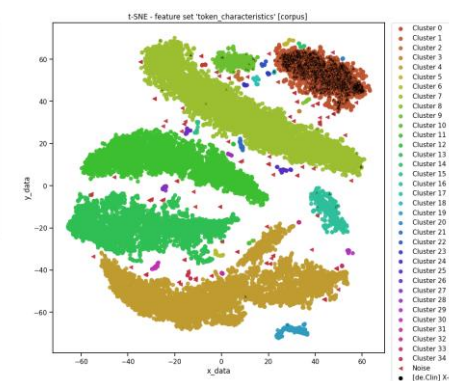 t-SNE - feature set 'token_characteristics' [corpus]
y_data
60
40
20
0
−20
−40
−60
−60
−40
−20
0
20
40
60
x_data
Cluster 0
Cluster 1
Cluster 2
Cluster 3
Cluster 4
Cluster 5
Cluster 6
Cluster 7
Cluster 8
Cluster 9
Cluster 10
Cluster 11
Cluster 12
Cluster 13
Cluster 14
Cluster 15
Cluster 16
Cluster 17
Cluster 18
Cluster 19
Cluster 20
Cluster 21
Cluster 22
Cluster 23
Cluster 24
Cluster 25
Cluster 26
Cluster 27
Cluster 28
Cluster 29
Cluster 30
Cluster 31
Cluster 32
Cluster 33
Cluster 34
Noise
[de.Clin] X-